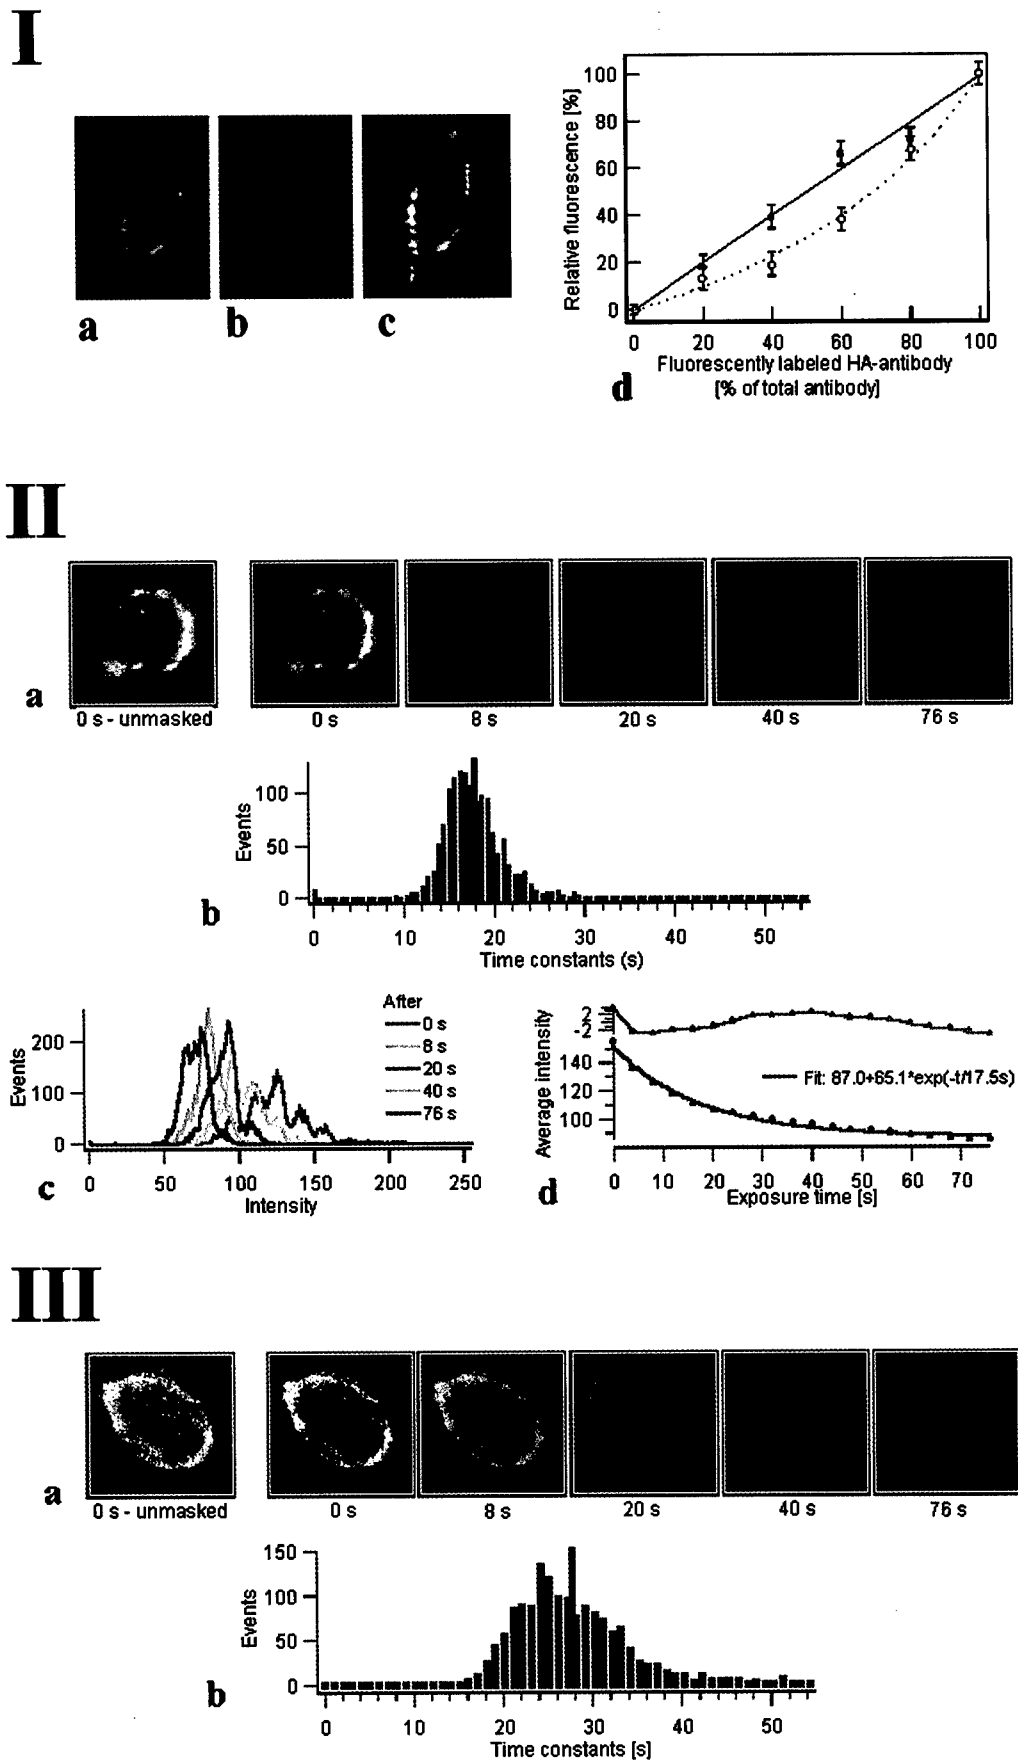 I
a
b
c
Relative fluorescence [%]
100
80
60
40
20
0
0 20 40 60 80 100
Fluorescently labeled HA-antibody
[% of total antibody]
d
II
a
0 s - unmasked 0 s 8 s 20 s 40 s 76 s
Events
100
50
0
b
0 10 20 30 40 50
Time constants (s)
Events
200
100
0
After
0 s
8 s
20 s
40 s
76 s
c
0 50 100 150 200 250
Intensity
Average intensity
2
-2
140
120
100
Fit: 87.0+65.1*exp(-t/17.5s)
d
0 10 20 30 40 50 60 70
Exposure time [s]
III
a
0 s - unmasked 0 s 8 s 20 s 40 s 76 s
Events
150
100
50
0
b
0 10 20 30 40 50
Time constants [s]